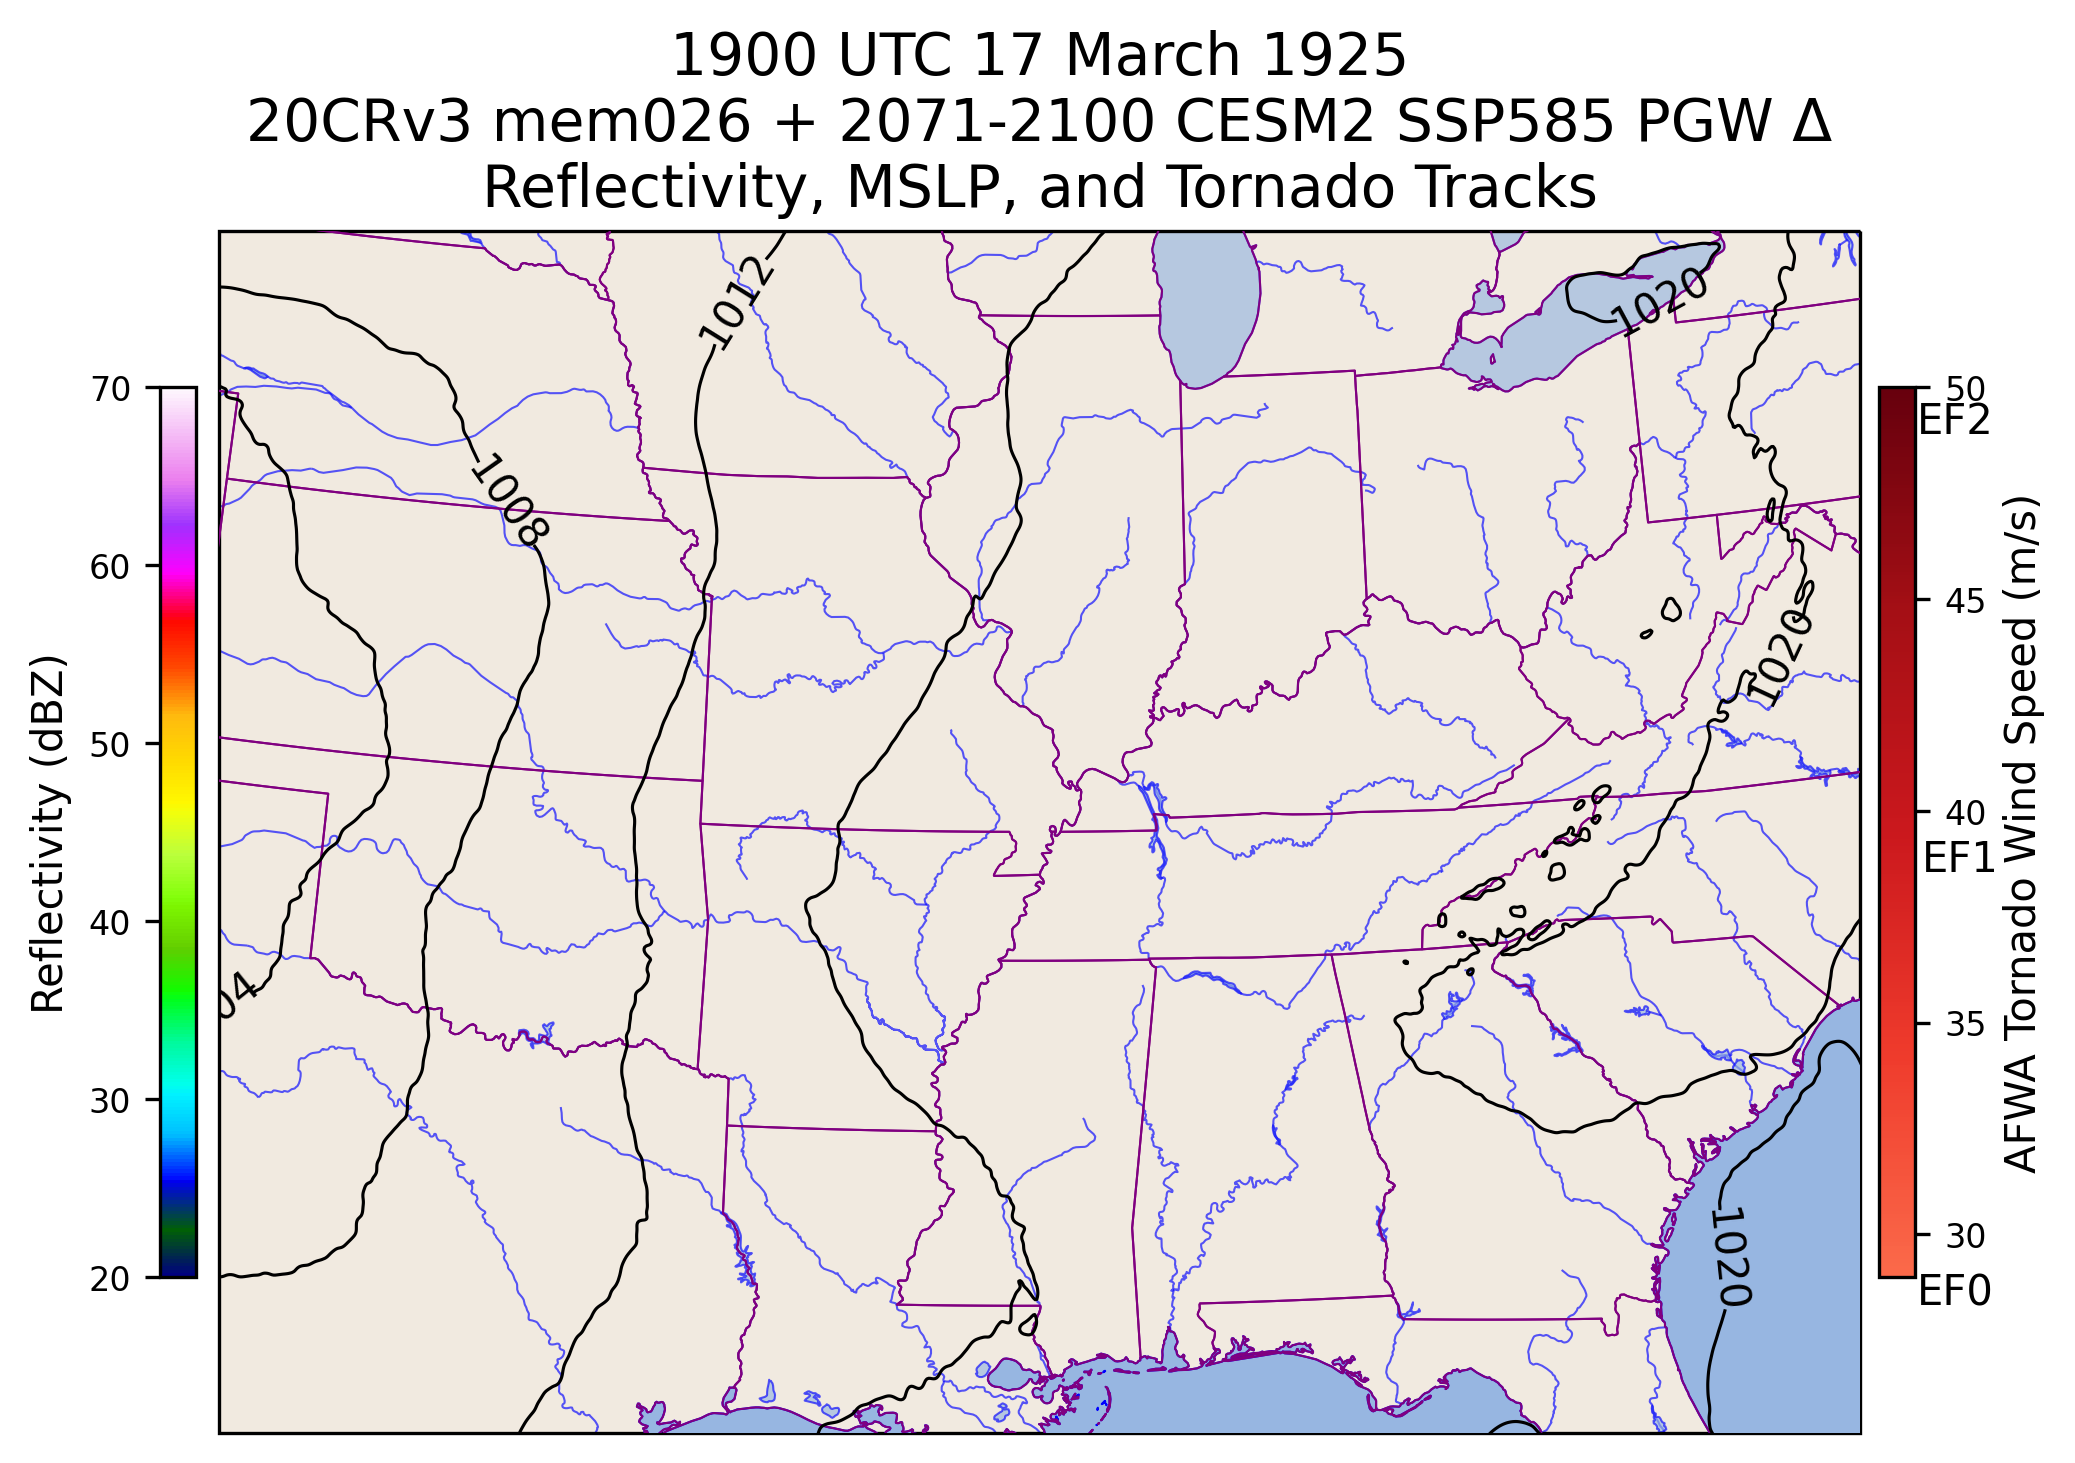 1900 UTC 17 March 1925
20CRv3 mem026 + 2071-2100 CESM2 SSP585 PGW Δ
Reflectivity, MSLP, and Tornado Tracks
1012
1020
1008
1020
04
1020
70
60
50
40
30
20
Reflectivity (dBZ)
50
EF2
45
40
EF1
35
30
EF0
AFWA Tornado Wind Speed (m/s)